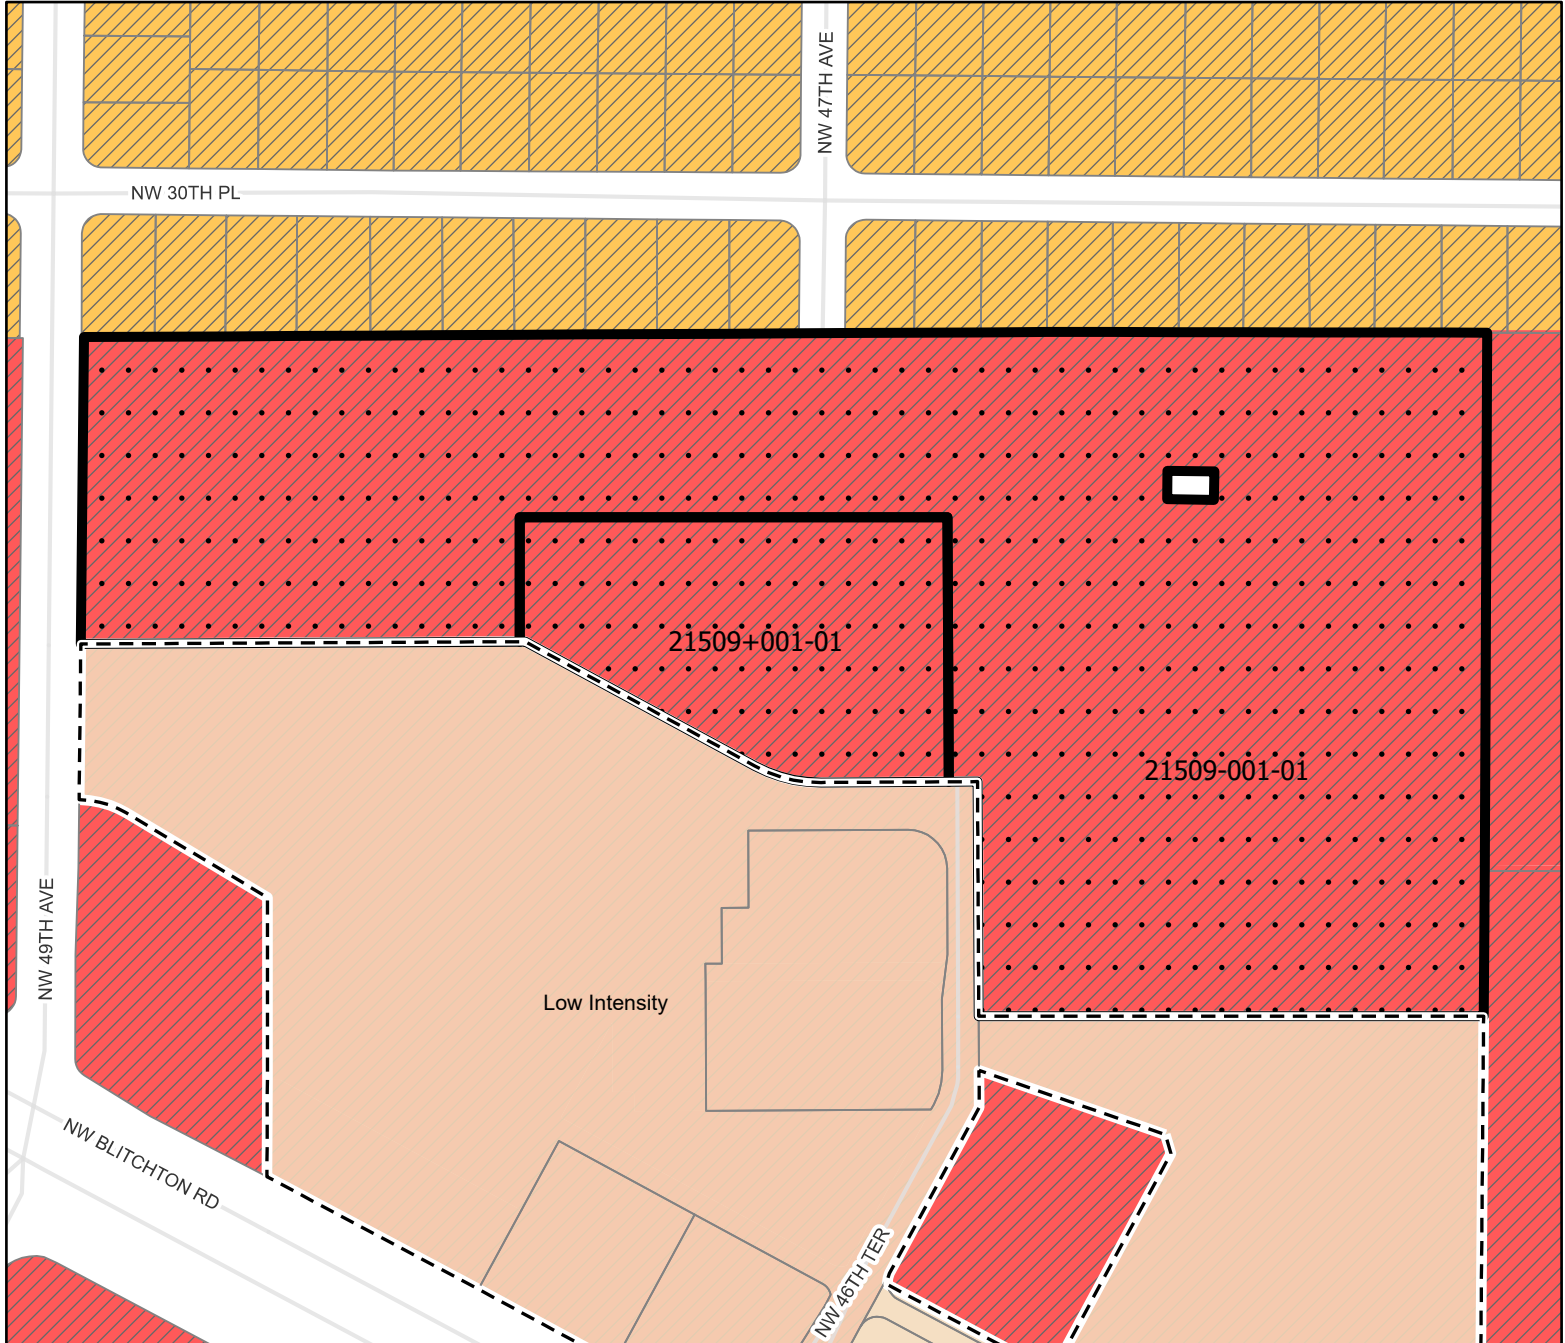 NW 47TH AVE
NW 30TH PL
21509+001-01
21509-001-01
NW 49TH AVE
Low Intensity
NW BLITCHTON RD
NW 46TH TER